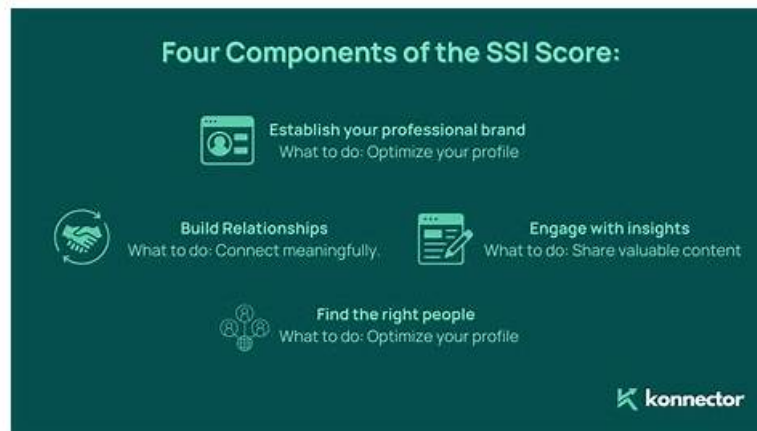 Four Components of the SSI Score:
Establish your professional brand
What to do: Optimize your profile
Build Relationships
What to do: Connect meaningfully.
Engage with insights
What to do: Share valuable content
Find the right people
What to do: Optimize your profile
konnector